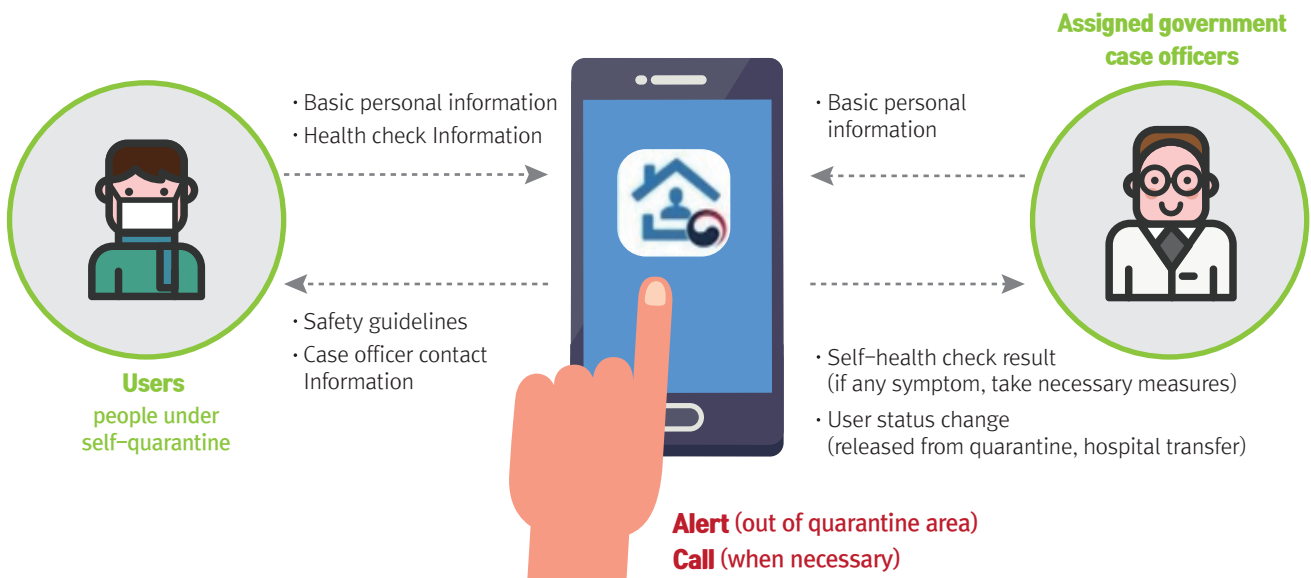 Assigned government
case officers
· Basic personal information
· Health check Information
· Basic personal
information
· Safety guidelines
· Case officer contact
Information
Users
people under
self-quarantine
· Self-health check result
(if any symptom, take necessary measures)
· User status change
(released from quarantine, hospital transfer)
Alert (out of quarantine area)
Call (when necessary)